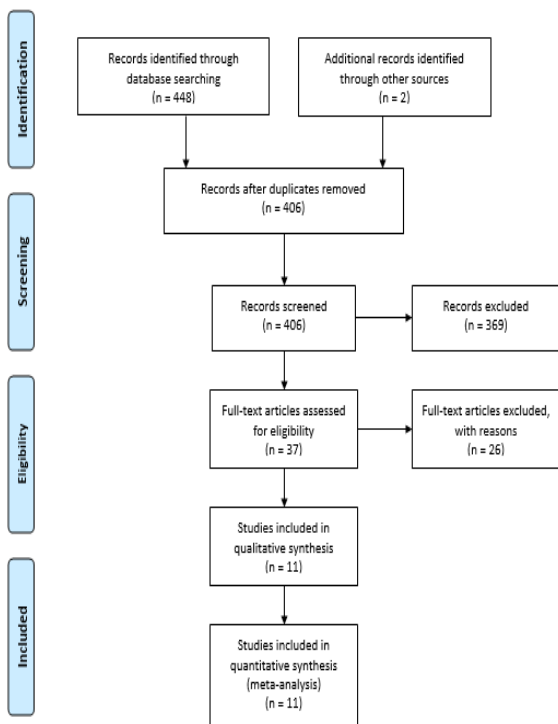 Identification
Records identified through
database searching
(n = 448)
Additional records identified
through other sources
(n = 2)
Records after duplicates removed
(n = 406)
Screening
Records screened
(n = 406)
Records excluded
(n = 369)
Eligibility
Full-text articles assessed
for eligibility
(n = 37)
Full-text articles excluded,
with reasons
(n = 26)
Studies included in
qualitative synthesis
(n = 11)
Included
Studies included in
quantitative synthesis
(meta-analysis)
(n = 11)